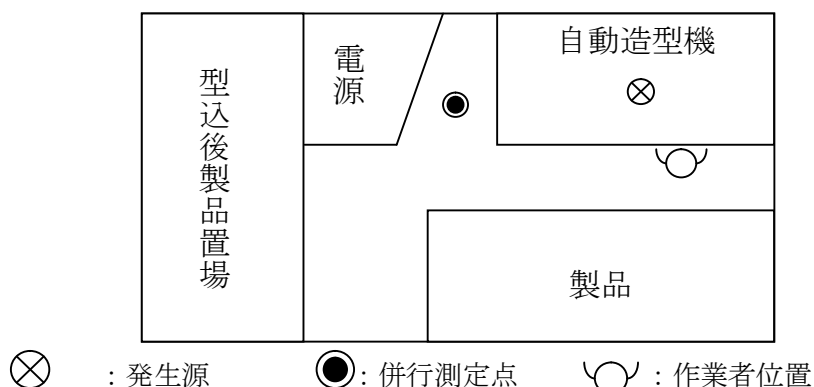 型込後製品置場
電源
自動造型機
製品
：発生源
：併行測定点
：作業者位置